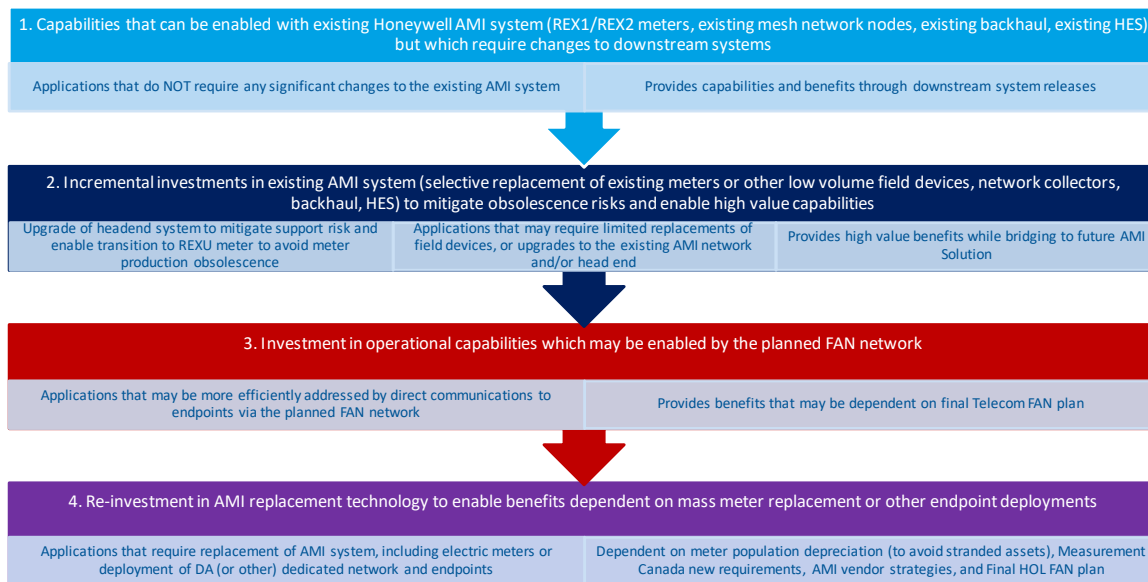 1. Capabilities that can be enabled with existing Honeywell AMI system (REX1/REX2 meters, existing mesh network nodes, existing backhaul, existing HES)
but which require changes to downstream systems
Applications that do NOT require any significant changes to the existing AMI system
Provides capabilities and benefits through downstream system releases
2. Incremental investments in existing AMI system (selective replacement of existing meters or other low volume field devices, network collectors,
backhaul, HES) to mitigate obsolescence risks and enable high value capabilities
Upgrade of headend system to mitigate support risk and
enable transition to REXU meter to avoid meter
production obsolescence
Applications that may require limited replacements of
field devices, or upgrades to the existing AMI network
and/or head end
Provides high value benefits while bridging to future AMI
Solution
3. Investment in operational capabilities which may be enabled by the planned FAN network
Applications that may be more efficiently addressed by direct communications to
endpoints via the planned FAN network
Provides benefits that may be dependent on final Telecom FAN plan
4. Re-investment in AMI replacement technology to enable benefits dependent on mass meter replacement or other endpoint deployments
Applications that require replacement of AMI system, including electric meters or
deployment of DA (or other) dedicated network and endpoints
Dependent on meter population depreciation (to avoid stranded assets), Measurement
Canada new requirements, AMI vendor strategies, and Final HOL FAN plan